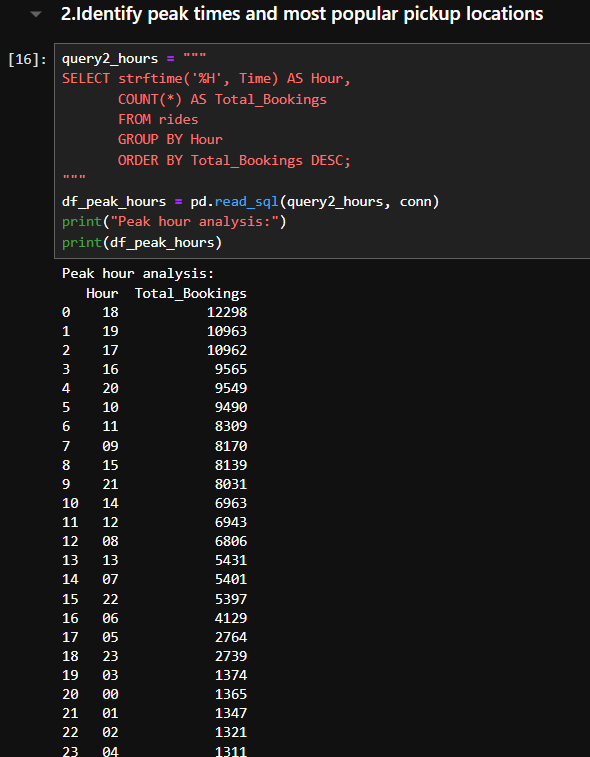 2.Identify peak times and most popular pickup locations
[16]: query2_hours = """
SELECT strftime('%H', Time) AS Hour,
       COUNT(*) AS Total_Bookings
       FROM rides
       GROUP BY Hour
       ORDER BY Total_Bookings DESC;
"""
df_peak_hours = pd.read_sql(query2_hours, conn)
print("Peak hour analysis:")
print(df_peak_hours)
Peak hour analysis:
   Hour  Total_Bookings
0    18           12298
1    19           10963
2    17           10962
3    16            9565
4    20            9549
5    10            9490
6    11            8309
7    09            8170
8    15            8139
9    21            8031
10   14            6963
11   12            6943
12   08            6806
13   13            5431
14   07            5401
15   22            5397
16   06            4129
17   05            2764
18   23            2739
19   03            1374
20   00            1365
21   01            1347
22   02            1321
23   04            1311